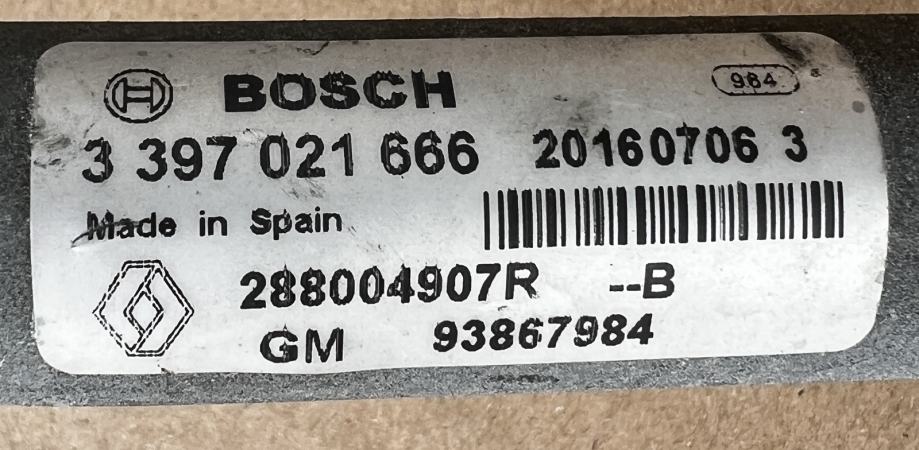 BOSCH 964
3 397 021 666 20160706 3
Made in Spain
288004907R --B
GM 93867984